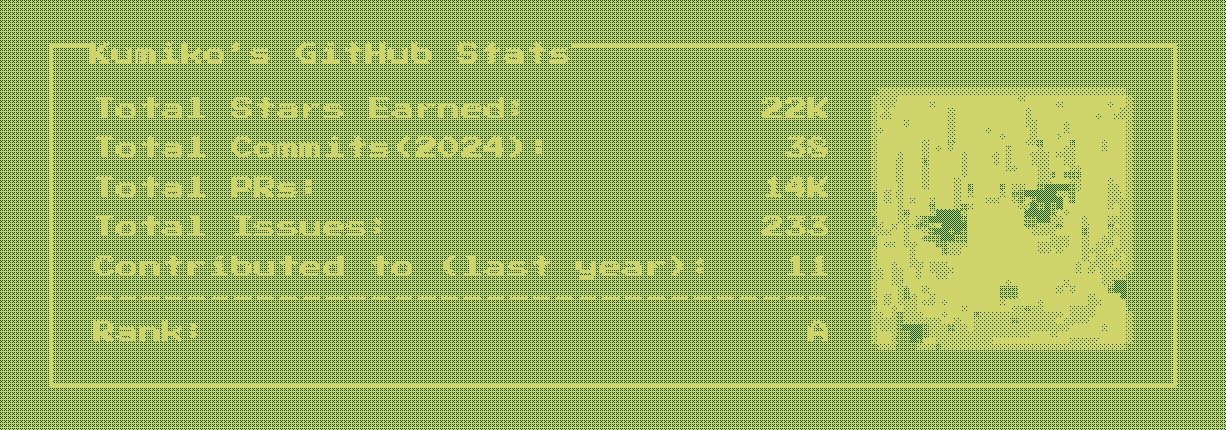 Kumiko's GitHub Stats
Total Stars Earned: 22K
Total Commits(2024): 38
Total PRs: 14K
Total Issues: 233
Contributed to (last year): 11
--------------------------------
Rank: A